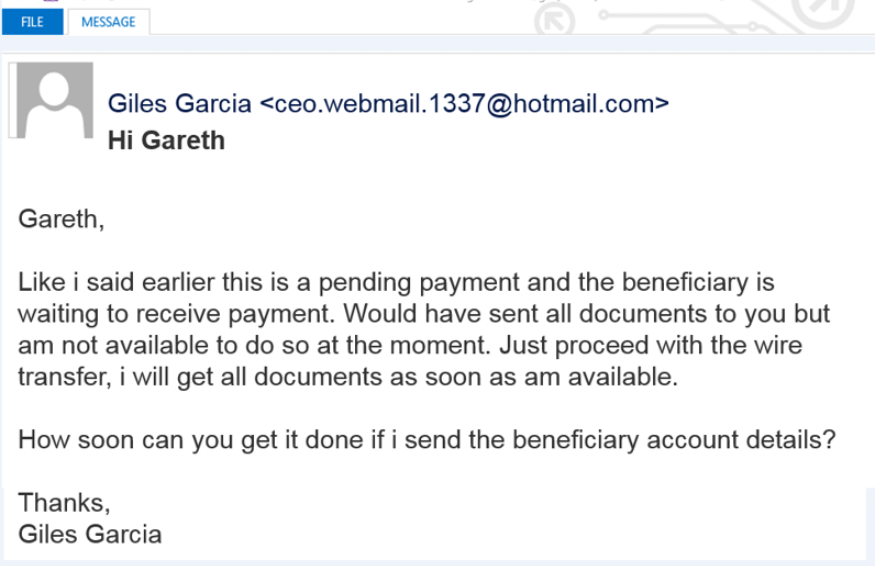 FILE MESSAGE
Giles Garcia <ceo.webmail.1337@hotmail.com>
Hi Gareth
Gareth,
Like i said earlier this is a pending payment and the beneficiary is
waiting to receive payment. Would have sent all documents to you but
am not available to do so at the moment. Just proceed with the wire
transfer, i will get all documents as soon as am available.
How soon can you get it done if i send the beneficiary account details?
Thanks,
Giles Garcia